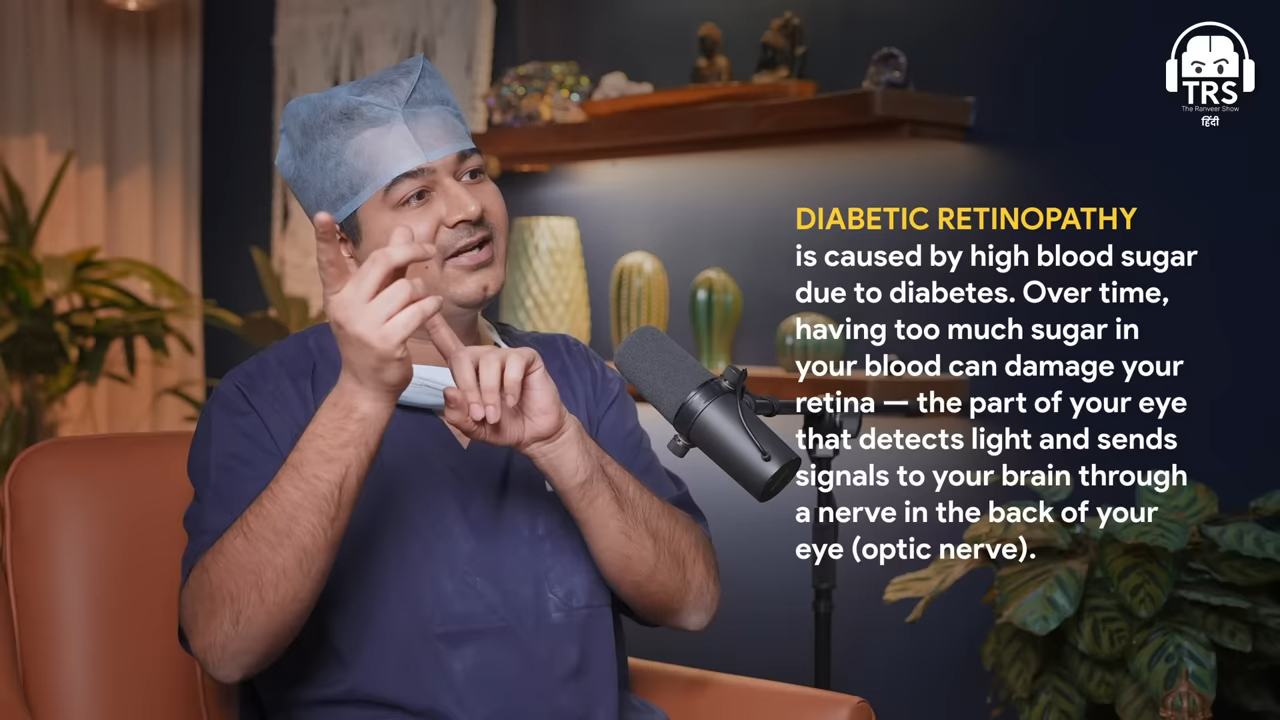 TRS
The Ranveer Show
हिंदी
DIABETIC RETINOPATHY
is caused by high blood sugar
due to diabetes. Over time,
having too much sugar in
your blood can damage your
retina — the part of your eye
that detects light and sends
signals to your brain through
a nerve in the back of your
eye (optic nerve).